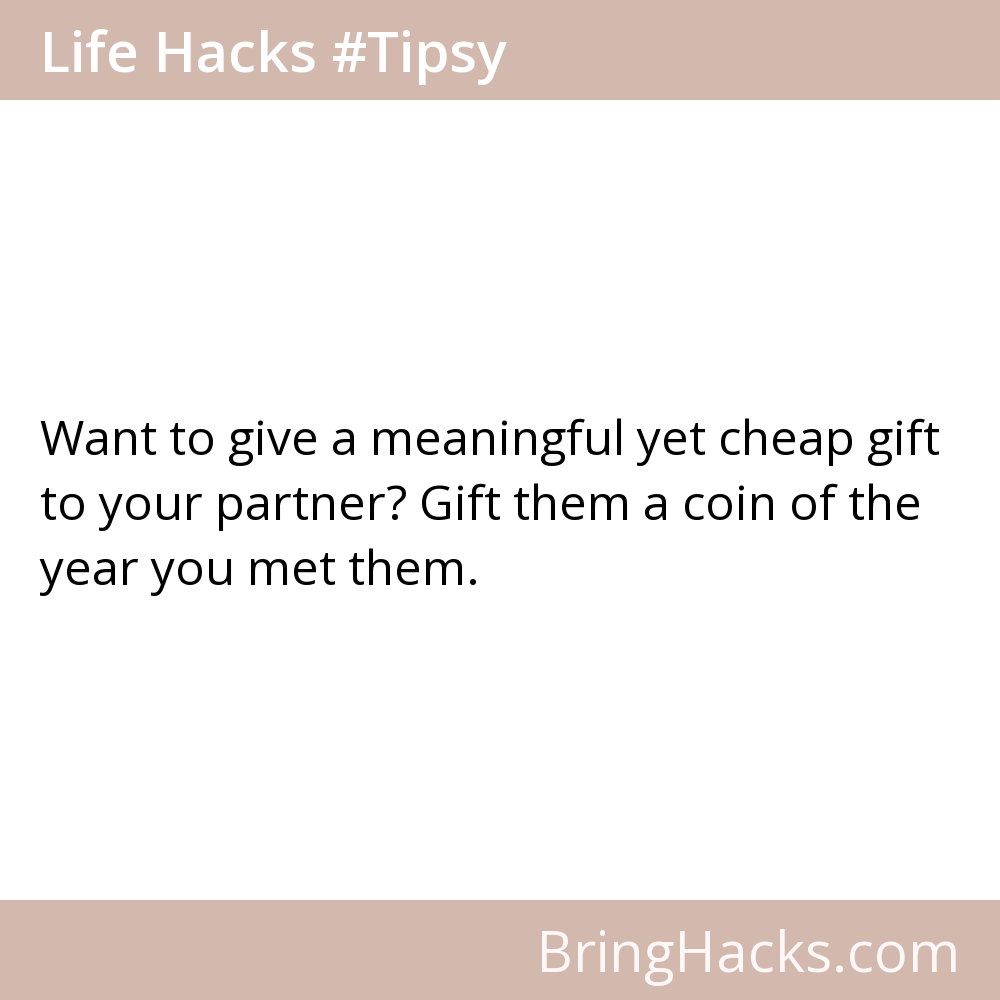 Life Hacks #Tipsy
Want to give a meaningful yet cheap gift
to your partner? Gift them a coin of the
year you met them.
BringHacks.com